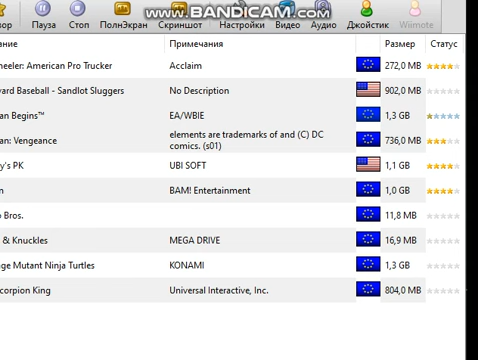 www.BANDICAM.com
зор Пауза Стоп ПолнЭкран Скриншот Настройки Видео Аудио Джойстик Wiimote
ание Примечания Размер Статус
heeler: American Pro Trucker Acclaim 272,0 MB
vard Baseball - Sandlot Sluggers No Description 902,0 MB
an Begins™ EA/WBIE 1,3 GB
an: Vengeance elements are trademarks of and (C) DC 736,0 MB
comics. (s01)
y's PK UBI SOFT 1,1 GB
n BAM! Entertainment 1,0 GB
o Bros. 11,8 MB
& Knuckles MEGA DRIVE 16,9 MB
age Mutant Ninja Turtles KONAMI 1,3 GB
corpion King Universal Interactive, Inc. 804,0 MB